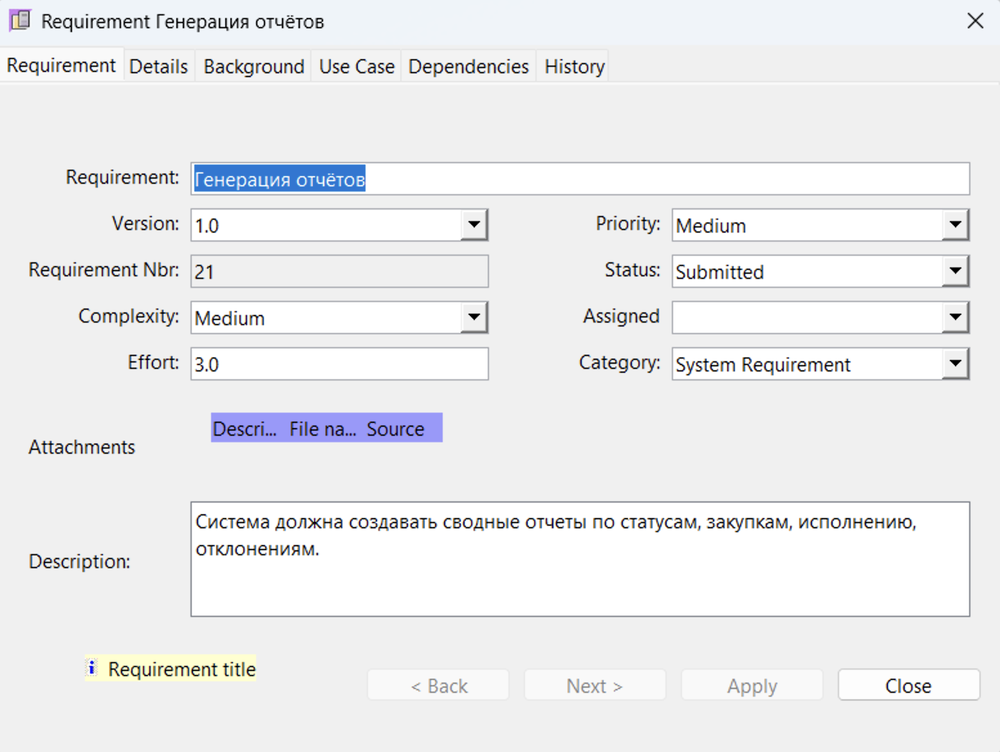 Requirement Генерация отчётов
Requirement Details Background Use Case Dependencies History
Requirement: Генерация отчётов
Version: 1.0 Priority: Medium
Requirement Nbr: 21 Status: Submitted
Complexity: Medium Assigned
Effort: 3.0 Category: System Requirement
Descri... File na... Source
Attachments
Система должна создавать сводные отчеты по статусам, закупкам, исполнению,
отклонениям.
Description:
Requirement title
< Back Next > Apply Close